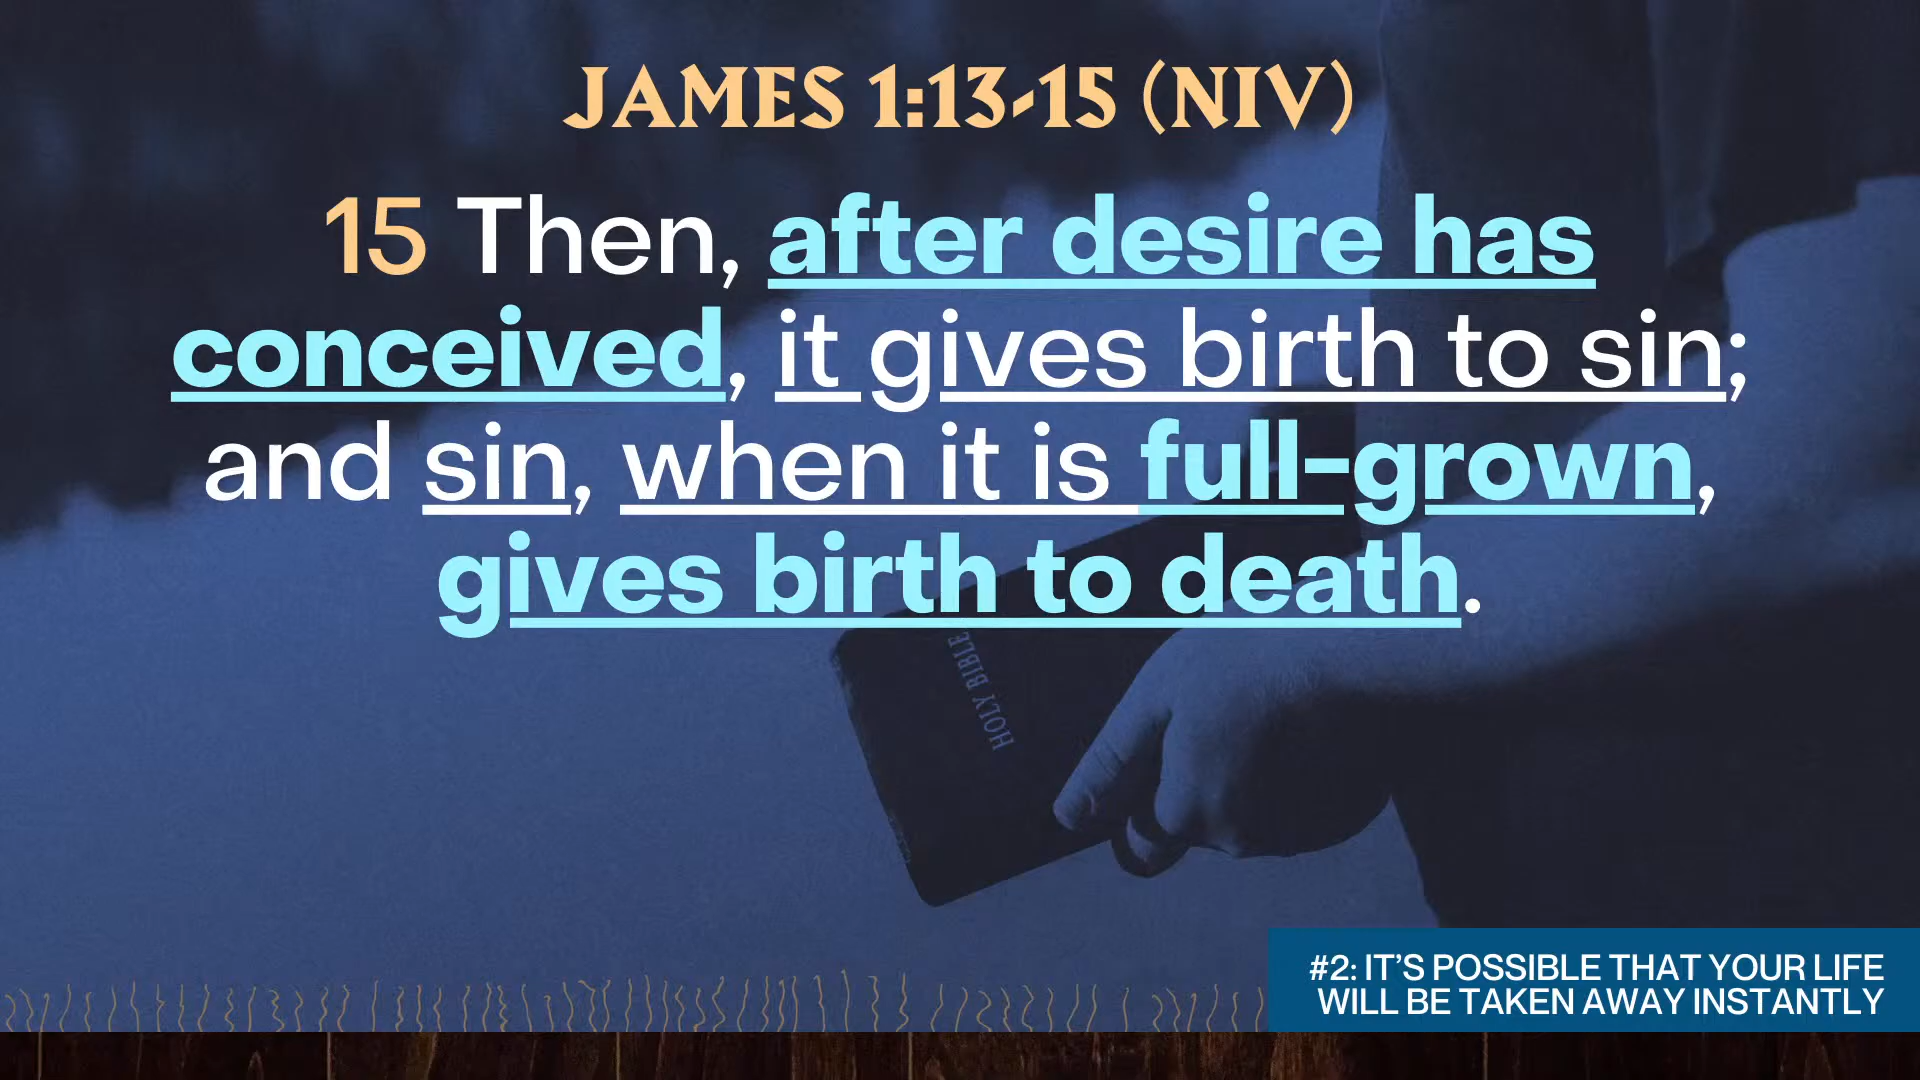 JAMES 1:13-15 (NIV)
15 Then, after desire has
conceived, it gives birth to sin;
and sin, when it is full-grown,
gives birth to death.
HOLY BIBLE
#2: IT'S POSSIBLE THAT YOUR LIFE
WILL BE TAKEN AWAY INSTANTLY